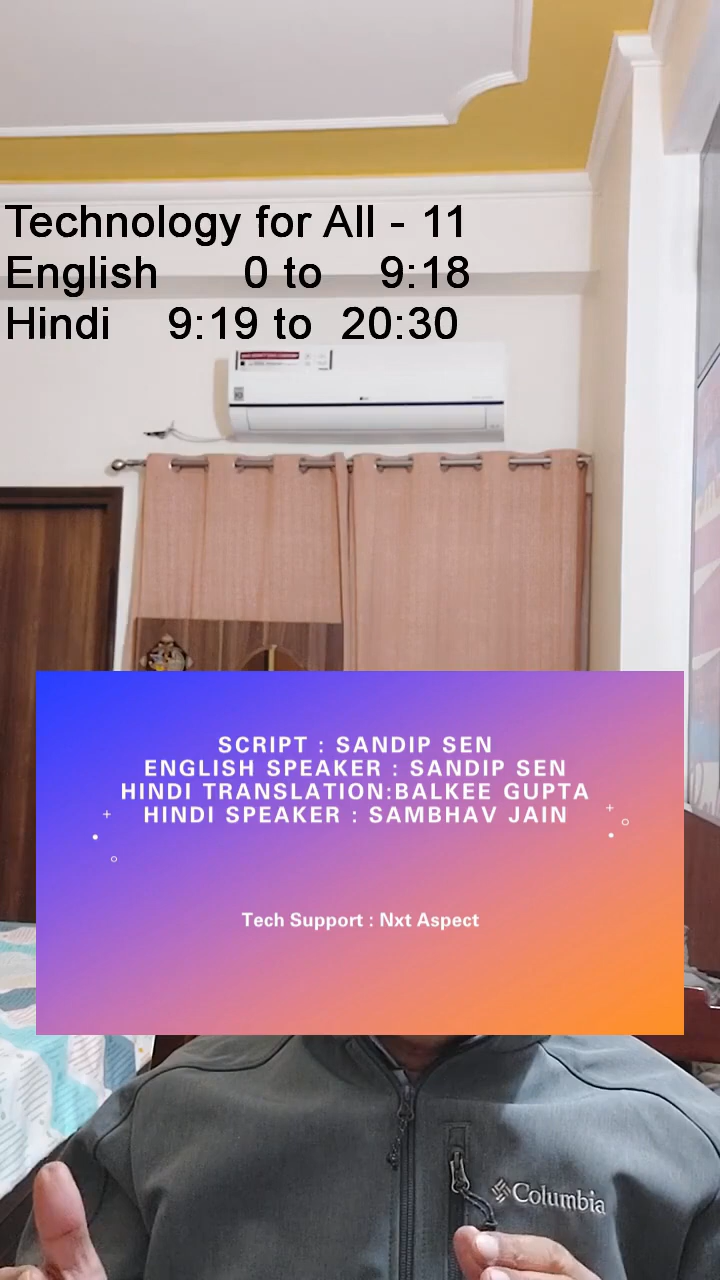 Technology for All - 11
English 0 to 9:18
Hindi 9:19 to 20:30
SCRIPT : SANDIP SEN
ENGLISH SPEAKER : SANDIP SEN
HINDI TRANSLATION:BALKEE GUPTA
HINDI SPEAKER : SAMBHAV JAIN
Tech Support : Nxt Aspect
Columbia